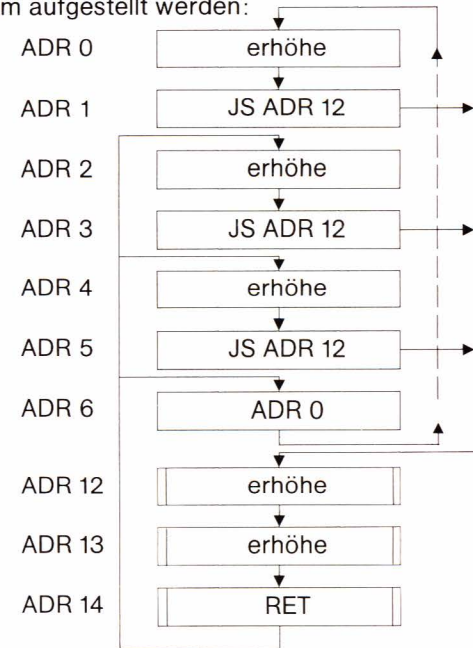 m aufgestellt werden:
ADR 0 erhöhe
ADR 1 JS ADR 12
ADR 2 erhöhe
ADR 3 JS ADR 12
ADR 4 erhöhe
ADR 5 JS ADR 12
ADR 6 ADR 0
ADR 12 erhöhe
ADR 13 erhöhe
ADR 14 RET